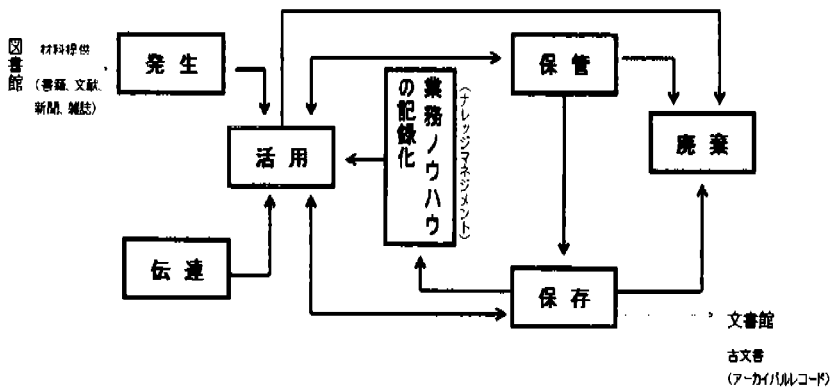 図書館
材料提供
(書籍、文献、
新聞、雑誌)
発生
保管
活用
業務ノウハウ
の記録化
(ナレッジマネジメント)
廃棄
伝達
保存
文書館
古文書
(アーカイバルレコード)